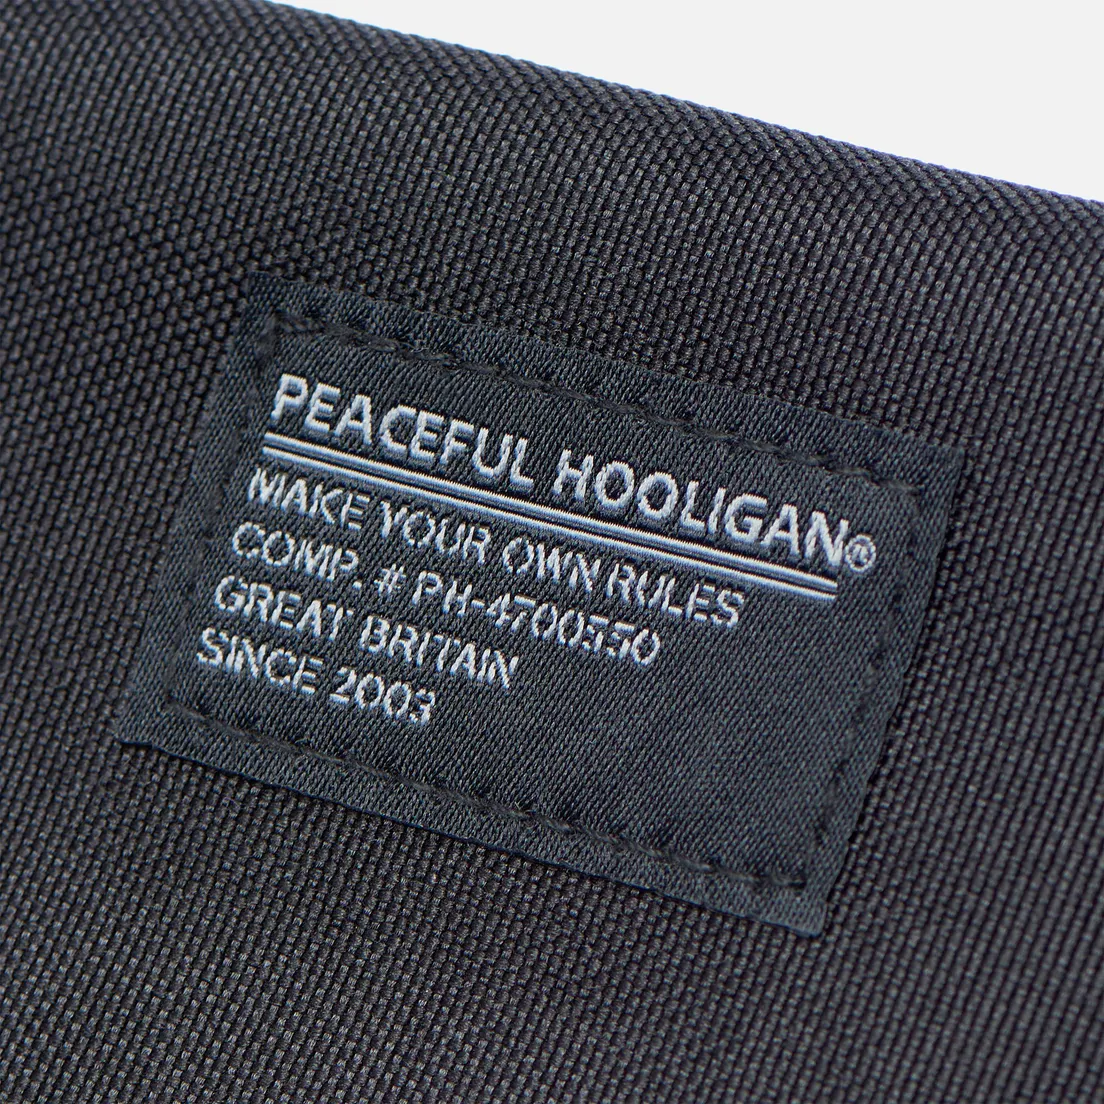 PEACEFUL HOOLIGAN®
MAKE YOUR OWN RULES
COMP. # PH-4700550
GREAT BRITAIN
SINCE 2003